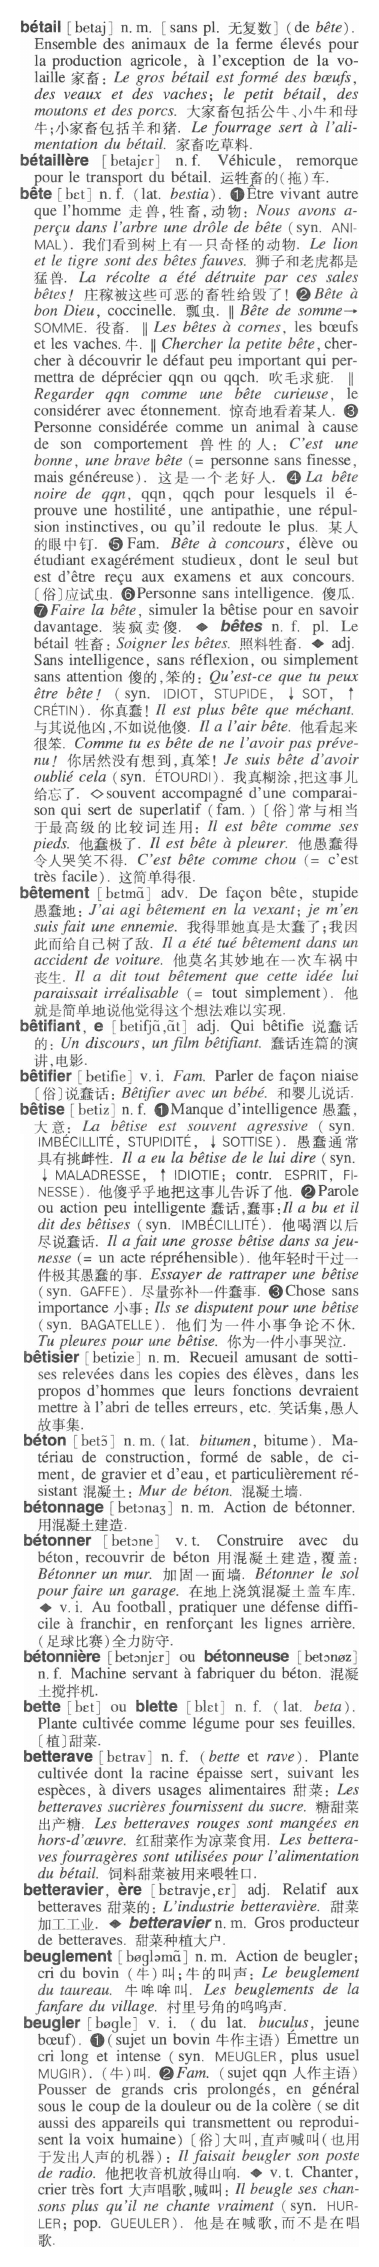 bétail [betaj] n. m. [sans pl. 无复数] (de bête).
Ensemble des animaux de la ferme élevés pour
la production agricole, à l'exception de la vo-
laille 家畜: Le gros bétail est formé des bœufs,
des veaux et des vaches; le petit bétail, des
moutons et des porcs. 大家畜包括公牛、小牛和母
牛;小家畜包括羊和猪. Le fourrage sert à l'ali-
mentation du bétail. 家畜吃草料.
bétaillère [betajɛr] n. f. Véhicule, remorque
pour le transport du bétail. 运牲畜的(拖)车.
bête [bɛt] n. f. (lat. bestia). ❶Être vivant autre
que l'homme 走兽,牲畜,动物: Nous avons a-
perçu dans l'arbre une drôle de bête (syn. ANI-
MAL). 我们看到树上有一只奇怪的动物. Le lion
et le tigre sont des bêtes fauves. 狮子和老虎都是
猛兽. La récolte a été détruite par ces sales
bêtes! 庄稼被这些可恶的畜牲给毁了! ❷Bête à
bon Dieu, coccinelle. 瓢虫. ‖ Bête de somme→
SOMME. 役畜. ‖ Les bêtes à cornes, les bœufs
et les vaches. 牛. ‖ Chercher la petite bête, cher-
cher à découvrir le défaut peu important qui per-
mettra de déprécier qqn ou qqch. 吹毛求疵. ‖
Regarder qqn comme une bête curieuse, le
considérer avec étonnement. 惊奇地看着某人. ❸
Personne considérée comme un animal à cause
de son comportement 兽性的人: C'est une
bonne, une brave bête (= personne sans finesse,
mais généreuse). 这是一个老好人. ❹La bête
noire de qqn, qqn, qqch pour lesquels il é-
prouve une hostilité, une antipathie, une répul-
sion instinctives, ou qu'il redoute le plus. 某人
的眼中钉. ❺Fam. Bête à concours, élève ou
étudiant exagérément studieux, dont le seul but
est d'être reçu aux examens et aux concours.
〔俗〕应试虫. ❻Personne sans intelligence. 傻瓜.
❼Faire la bête, simuler la bêtise pour en savoir
davantage. 装疯卖傻. ◆ bêtes n. f. pl. Le
bétail 牲畜: Soigner les bêtes. 照料牲畜. ◆ adj.
Sans intelligence, sans réflexion, ou simplement
sans attention 傻的,笨的: Qu'est-ce que tu peux
être bête! (syn. IDIOT, STUPIDE, ↓ SOT, ↑
CRÉTIN). 你真蠢! Il est plus bête que méchant.
与其说他凶,不如说他傻. Il a l'air bête. 他看起来
很笨. Comme tu es bête de ne l'avoir pas préve-
nu! 你居然没有想到,真笨! Je suis bête d'avoir
oublié cela (syn. ÉTOURDI). 我真糊涂,把这事儿
给忘了. ◇souvent accompagné d'une comparai-
son qui sert de superlatif (fam.)〔俗〕常与相当
于最高级的比较词连用: Il est bête comme ses
pieds. 他蠢极了. Il est bête à pleurer. 他愚蠢得
令人哭笑不得. C'est bête comme chou (= c'est
très facile). 这简单得很.
bêtement [bɛtmɑ̃] adv. De façon bête, stupide
愚蠢地: J'ai agi bêtement en la vexant; je m'en
suis fait une ennemie. 我得罪她真是太蠢了;我因
此而给自己树了敌. Il a été tué bêtement dans un
accident de voiture. 他莫名其妙地在一次车祸中
丧生. Il a dit tout bêtement que cette idée lui
paraissait irréalisable (= tout simplement). 他
就是简单地说他觉得这个想法难以实现.
bêtifiant, e [betifjɑ̃,ɑ̃t] adj. Qui bêtifie 说蠢话
的: Un discours, un film bêtifiant. 蠢话连篇的演
讲,电影.
bêtifier [betifie] v. i. Fam. Parler de façon niaise
〔俗〕说蠢话: Bêtifier avec un bébé. 和婴儿说话.
bêtise [betiz] n. f. ❶Manque d'intelligence 愚蠢,
大意: La bêtise est souvent agressive (syn.
IMBÉCILLITÉ, STUPIDITÉ, ↓ SOTTISE). 愚蠢通常
具有挑衅性. Il a eu la bêtise de le lui dire (syn.
↓ MALADRESSE, ↑ IDIOTIE; contr. ESPRIT, FI-
NESSE). 他傻乎乎地把这事儿告诉了他. ❷Parole
ou action peu intelligente 蠢话,蠢事:Il a bu et il
dit des bêtises (syn. IMBÉCILLITÉ). 他喝酒以后
尽说蠢话. Il a fait une grosse bêtise dans sa jeu-
nesse (= un acte répréhensible). 他年轻时干过一
件极其愚蠢的事. Essayer de rattraper une bêtise
(syn. GAFFE). 尽量弥补一件蠢事. ❸Chose sans
importance 小事: Ils se disputent pour une bêtise
(syn. BAGATELLE). 他们为一件小事争论不休.
Tu pleures pour une bêtise. 你为一件小事哭泣.
bêtisier [betizie] n. m. Recueil amusant de sotti-
ses relevées dans les copies des élèves, dans les
propos d'hommes que leurs fonctions devraient
mettre à l'abri de telles erreurs, etc. 笑话集,愚人
故事集.
béton [betɔ̃] n. m. (lat. bitumen, bitume). Ma-
tériau de construction, formé de sable, de ci-
ment, de gravier et d'eau, et particulièrement ré-
sistant 混凝土: Mur de béton. 混凝土墙.
bétonnage [betɔnaʒ] n. m. Action de bétonner.
用混凝土建造.
bétonner [betɔne] v. t. Construire avec du
béton, recouvrir de béton 用混凝土建造,覆盖:
Bétonner un mur. 加固一面墙. Bétonner le sol
pour faire un garage. 在地上浇筑混凝土盖车库.
◆ v. i. Au football, pratiquer une défense diffi-
cile à franchir, en renforçant les lignes arrière.
(足球比赛)全力防守.
bétonnière [betɔnjɛr] ou bétonneuse [betɔnøz]
n. f. Machine servant à fabriquer du béton. 混凝
土搅拌机.
bette [bɛt] ou blette [blɛt] n. f. (lat. beta).
Plante cultivée comme légume pour ses feuilles.
〔植〕甜菜.
betterave [bɛtrav] n. f. (bette et rave). Plante
cultivée dont la racine épaisse sert, suivant les
espèces, à divers usages alimentaires 甜菜: Les
betteraves sucrières fournissent du sucre. 糖甜菜
出产糖. Les betteraves rouges sont mangées en
hors-d'œuvre. 红甜菜作为凉菜食用. Les bettera-
ves fourragères sont utilisées pour l'alimentation
du bétail. 饲料甜菜被用来喂牲口.
betteravier, ère [bɛtravje,ɛr] adj. Relatif aux
betteraves 甜菜的: L'industrie betteravière. 甜菜
加工工业. ◆ betteravier n. m. Gros producteur
de betteraves. 甜菜种植大户.
beuglement [bøgləmɑ̃] n. m. Action de beugler;
cri du bovin (牛)叫;牛的叫声: Le beuglement
du taureau. 牛哞哞叫. Les beuglements de la
fanfare du village. 村里号角的呜呜声.
beugler [bøgle] v. i. (du lat. buculus, jeune
bœuf). ❶(sujet un bovin 牛作主语) Émettre un
cri long et intense (syn. MEUGLER, plus usuel
MUGIR). (牛)叫. ❷Fam. (sujet qqn 人作主语)
Pousser de grands cris prolongés, en général
sous le coup de la douleur ou de la colère (se dit
aussi des appareils qui transmettent ou reprodui-
sent la voix humaine)〔俗〕大叫,直声喊叫(也用
于发出人声的机器): Il faisait beugler son poste
de radio. 他把收音机放得山响. ◆ v. t. Chanter,
crier très fort 大声唱歌,喊叫: Il beugle ses chan-
sons plus qu'il ne chante vraiment (syn. HUR-
LER; pop. GUEULER). 他是在喊歌,而不是在唱
歌.